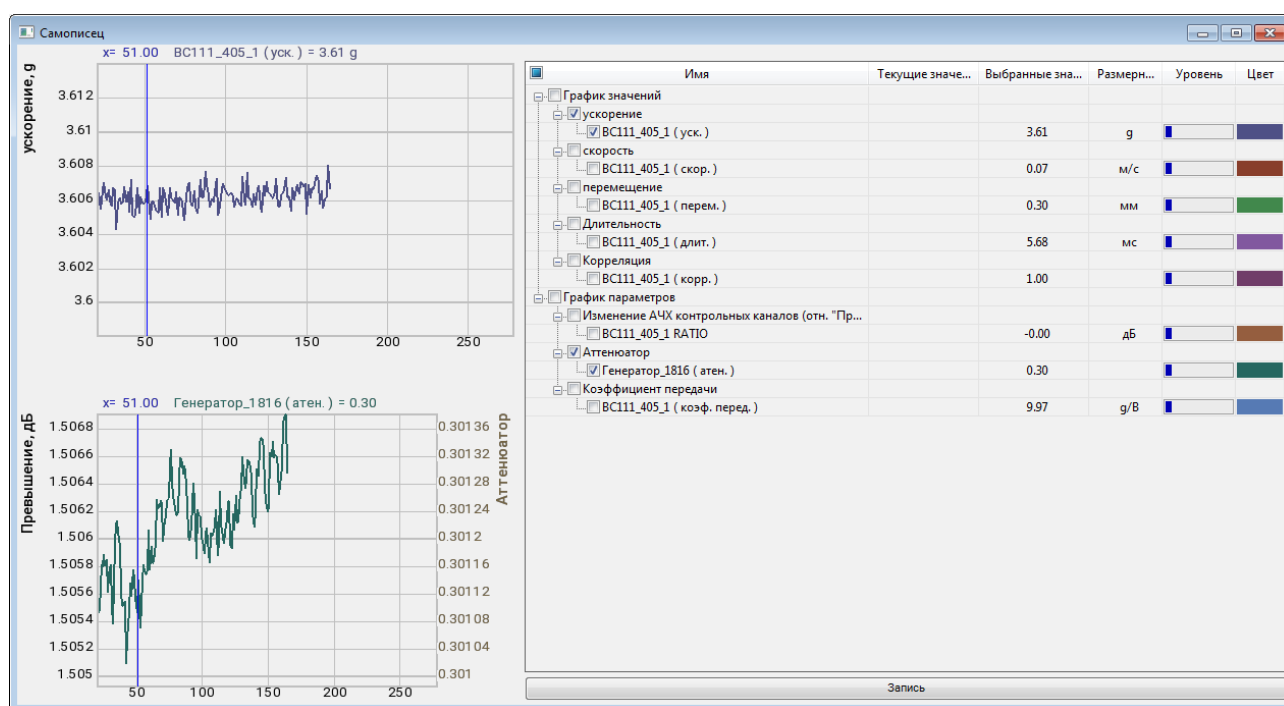 Самописец
x= 51.00 BC111_405_1 ( уск. ) = 3.61 g
ускорение, g
3.612
3.61
3.608
3.606
3.604
3.602
3.6
50 100 150 200 250
x= 51.00 Генератор_1816 ( атен. ) = 0.30
Превышение, дБ
1.5068
1.5066
1.5064
1.5062
1.506
1.5058
1.5056
1.5054
1.5052
1.505
0.30136
0.30132
0.30128
0.30124
0.3012
0.30116
0.30112
0.30108
0.30104
0.301
Аттенюатор
50 100 150 200 250
Имя Текущие значе... Выбранные зна... Размерн... Уровень Цвет
График значений
ускорение
BC111_405_1 ( уск. ) 3.61 g
скорость
BC111_405_1 ( скор. ) 0.07 м/с
перемещение
BC111_405_1 ( перем. ) 0.30 мм
Длительность
BC111_405_1 ( длит. ) 5.68 мс
Корреляция
BC111_405_1 ( корр. ) 1.00
График параметров
Изменение АЧХ контрольных каналов (отн. "Пр...
BC111_405_1 RATIO -0.00 дБ
Аттенюатор
Генератор_1816 ( атен. ) 0.30
Коэффициент передачи
BC111_405_1 ( коэф. перед. ) 9.97 g/В
Запись